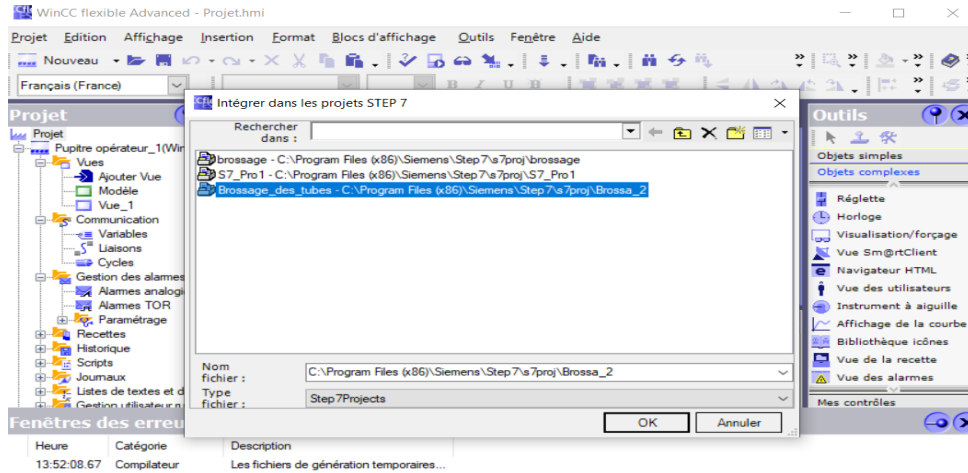 WinCC flexible Advanced - Projet.hmi
Projet Edition Affichage Insertion Format Blocs d'affichage Outils Fenêtre Aide
Nouveau
Français (France)
B I U B
Projet
Projet
Pupitre opérateur_1(Win
Vues
Ajouter Vue
Modèle
Vue_1
Communication
Variables
Liaisons
Cycles
Gestion des alarmes
Alarmes analogi
Alarmes TOR
Paramétrage
Recettes
Historique
Scripts
Journaux
Listes de textes et d
Gestion utilisateur
Intégrer dans les projets STEP 7
Rechercher
dans :
brossage - C:\Program Files (x86)\Siemens\Step7\s7proj\brossage
S7_Pro1 - C:\Program Files (x86)\Siemens\Step7\s7proj\S7_Pro1
Brossage_des_tubes - C:\Program Files (x86)\Siemens\Step7\s7proj\Brossa_2
Nom
fichier :
C:\Program Files (x86)\Siemens\Step7\s7proj\Brossa_2
Type
fichier :
Step7Projects
OK Annuler
Outils
Objets simples
Objets complexes
Réglette
Horloge
Visualisation/forçage
Vue Sm@rtClient
Navigateur HTML
Vue des utilisateurs
Instrument à aiguille
Affichage de la courbe
Bibliothèque icônes
Vue de la recette
Vue des alarmes
Mes contrôles
Fenêtres des erreu
Heure Catégorie Description
13:52:08.67 Compilateur Les fichiers de génération temporaires...